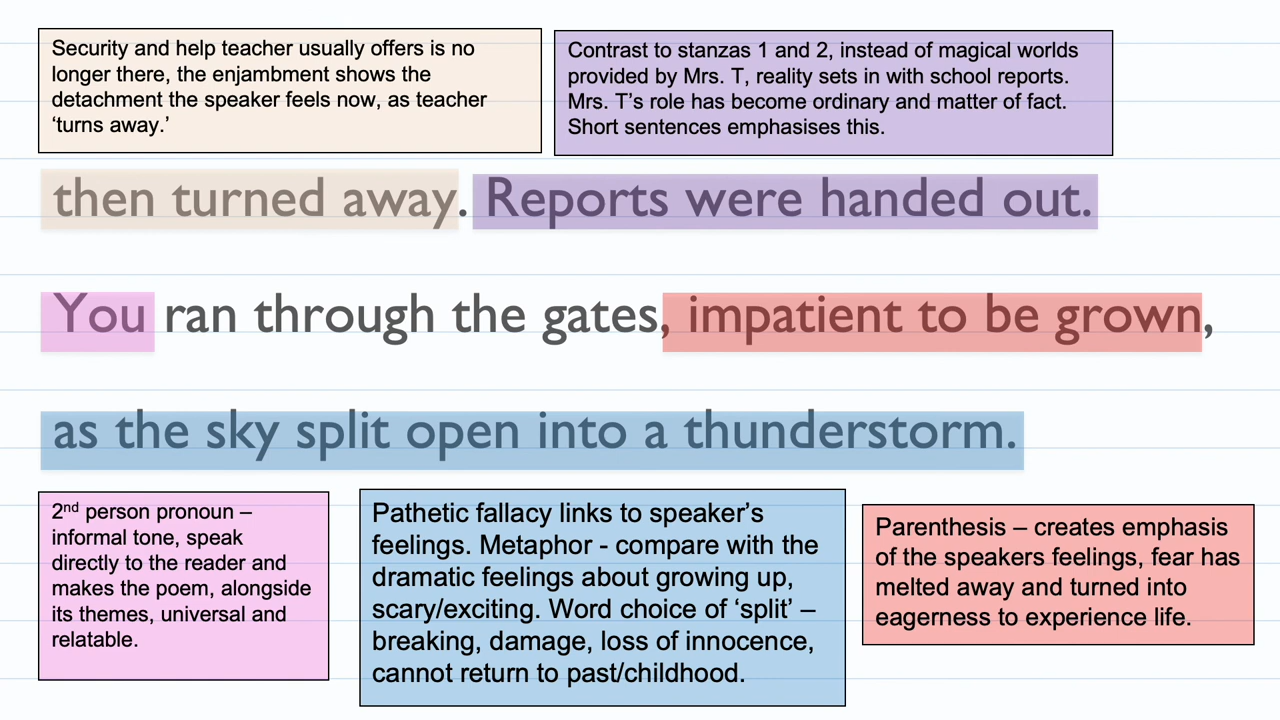 Security and help teacher usually offers is no
longer there, the enjambment shows the
detachment the speaker feels now, as teacher
‘turns away.’
Contrast to stanzas 1 and 2, instead of magical worlds
provided by Mrs. T, reality sets in with school reports.
Mrs. T’s role has become ordinary and matter of fact.
Short sentences emphasises this.
then turned away. Reports were handed out.
You ran through the gates, impatient to be grown,
as the sky split open into a thunderstorm.
2nd person pronoun –
informal tone, speak
directly to the reader and
makes the poem, alongside
its themes, universal and
relatable.
Pathetic fallacy links to speaker’s
feelings. Metaphor - compare with the
dramatic feelings about growing up,
scary/exciting. Word choice of ‘split’ –
breaking, damage, loss of innocence,
cannot return to past/childhood.
Parenthesis – creates emphasis
of the speakers feelings, fear has
melted away and turned into
eagerness to experience life.